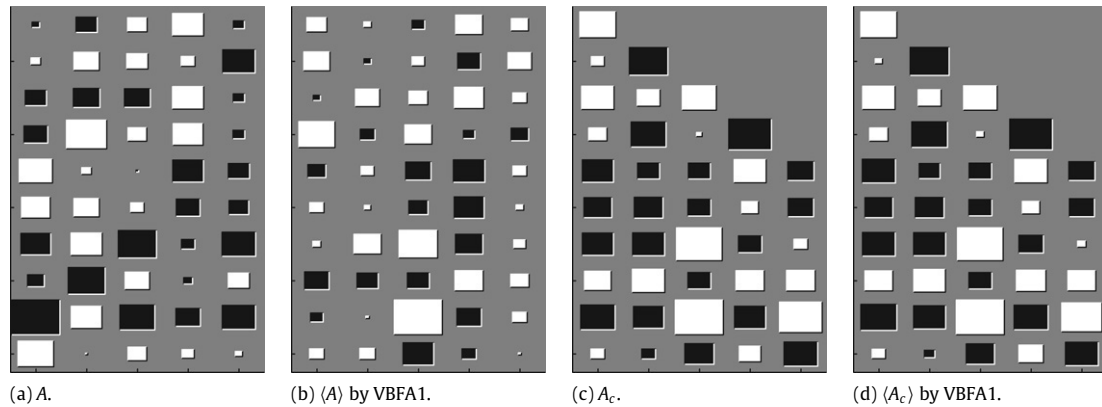 (a) A.
(b) ⟨A⟩ by VBFA1.
(c) A_c.
(d) ⟨A_c⟩ by VBFA1.